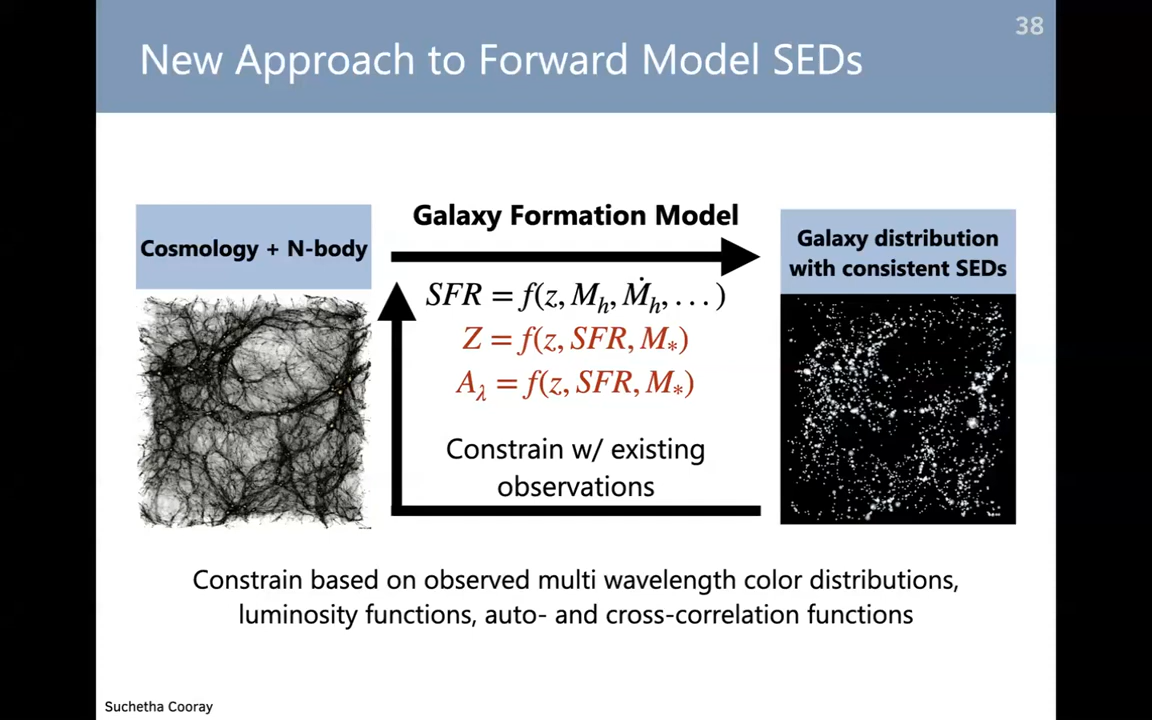 38
New Approach to Forward Model SEDs
Cosmology + N-body
Galaxy Formation Model
SFR = f(z, M_h, Ṁ_h, . . . )
Z = f(z, SFR, M_*)
A_λ = f(z, SFR, M_*)
Constrain w/ existing
observations
Galaxy distribution
with consistent SEDs
Constrain based on observed multi wavelength color distributions,
luminosity functions, auto- and cross-correlation functions
Suchetha Cooray